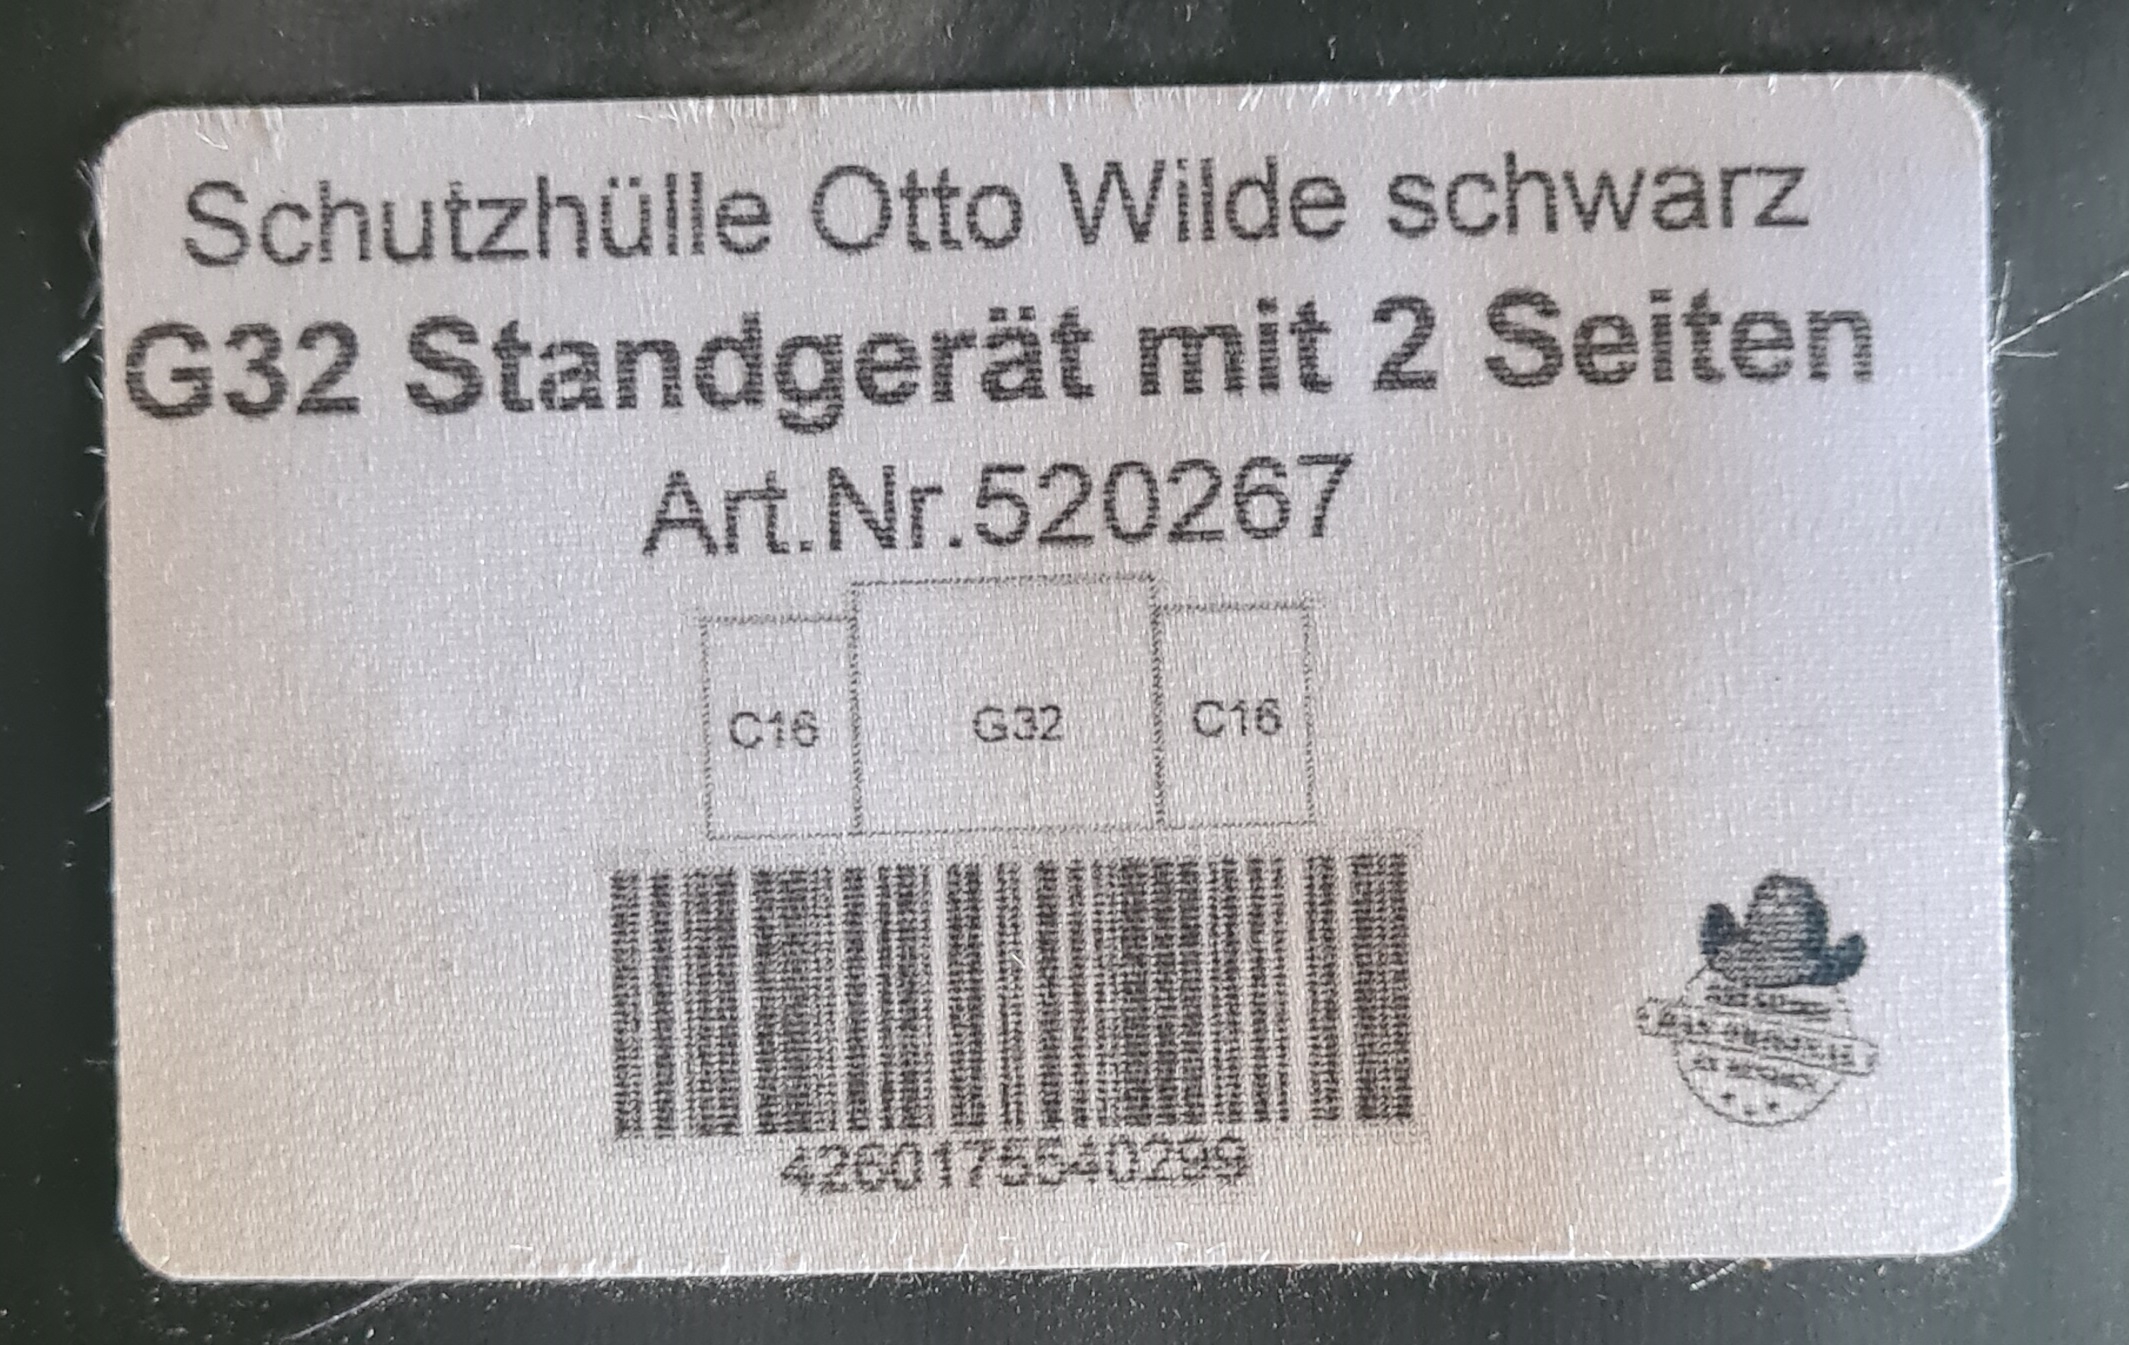 Schutzhülle Otto Wilde schwarz
G32 Standgerät mit 2 Seiten
Art.Nr.520267
C16 G32 C16
4260175540299